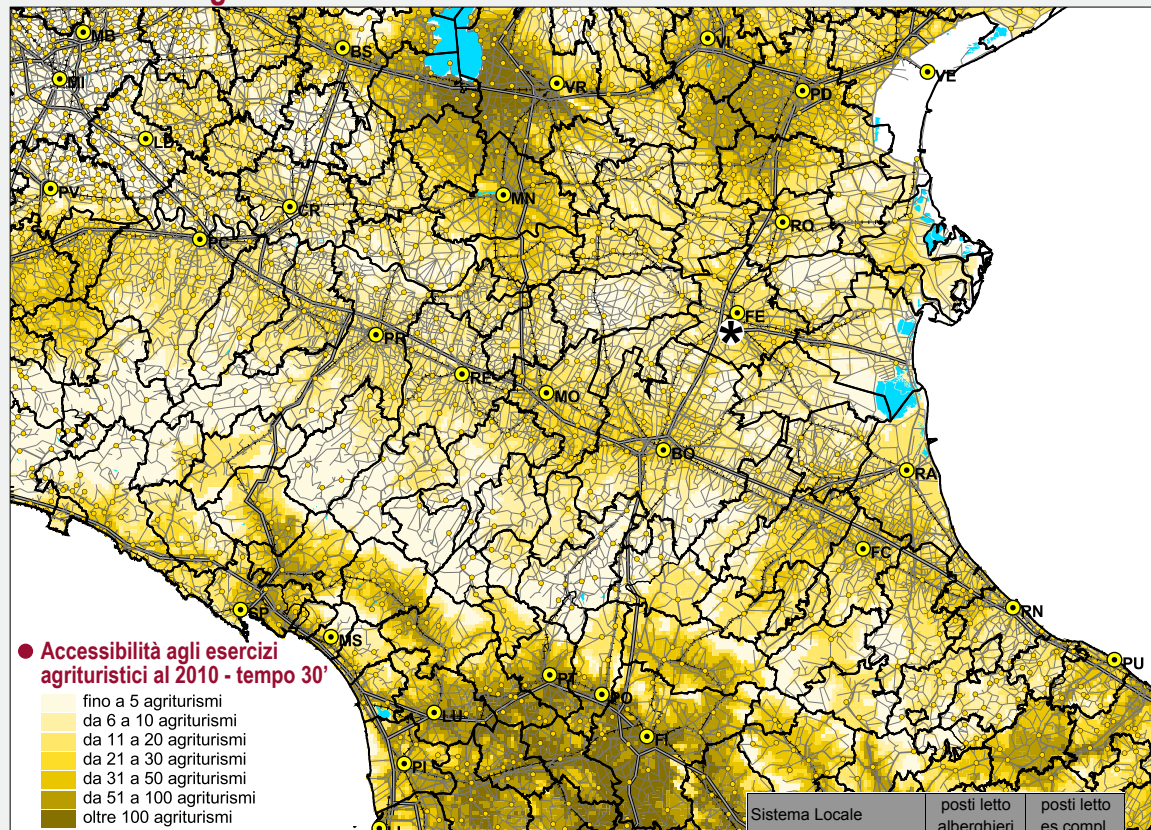 MB
BS
VI
VE
MI
VR
PD
PV
MN
CR
RO
PC
FE
*
PR
RE
MO
BO
RA
FC
SP
RN
MS
PU
● Accessibilità agli esercizi
agrituristici al 2010 - tempo 30’
fino a 5 agriturismi
da 6 a 10 agriturismi
da 11 a 20 agriturismi
da 21 a 30 agriturismi
da 31 a 50 agriturismi
da 51 a 100 agriturismi
oltre 100 agriturismi
PT
PO
LU
FI
PI
Sistema Locale
posti letto
alberghieri
posti letto
es compl